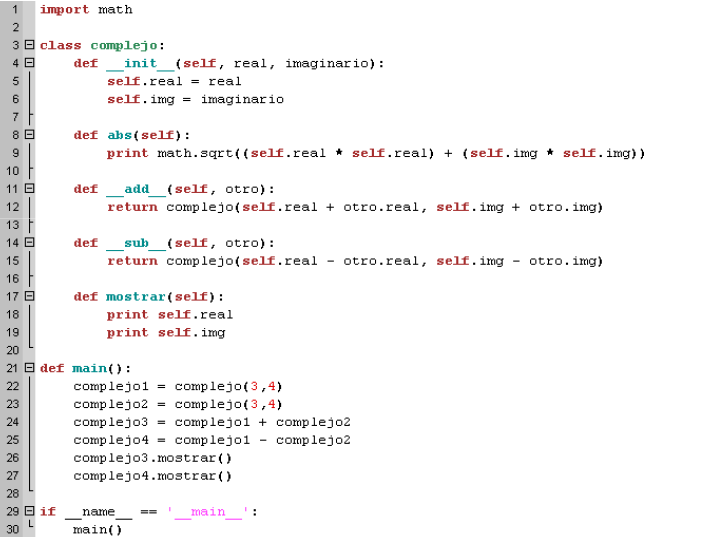 1 import math
2
3 class complejo:
4     def __init__(self, real, imaginario):
5         self.real = real
6         self.img = imaginario
7
8     def abs(self):
9         print math.sqrt((self.real * self.real) + (self.img * self.img))
10
11     def __add__(self, otro):
12         return complejo(self.real + otro.real, self.img + otro.img)
13
14     def __sub__(self, otro):
15         return complejo(self.real - otro.real, self.img - otro.img)
16
17     def mostrar(self):
18         print self.real
19         print self.img
20
21 def main():
22     complejo1 = complejo(3,4)
23     complejo2 = complejo(3,4)
24     complejo3 = complejo1 + complejo2
25     complejo4 = complejo1 - complejo2
26     complejo3.mostrar()
27     complejo4.mostrar()
28
29 if __name__ == '__main__':
30     main()